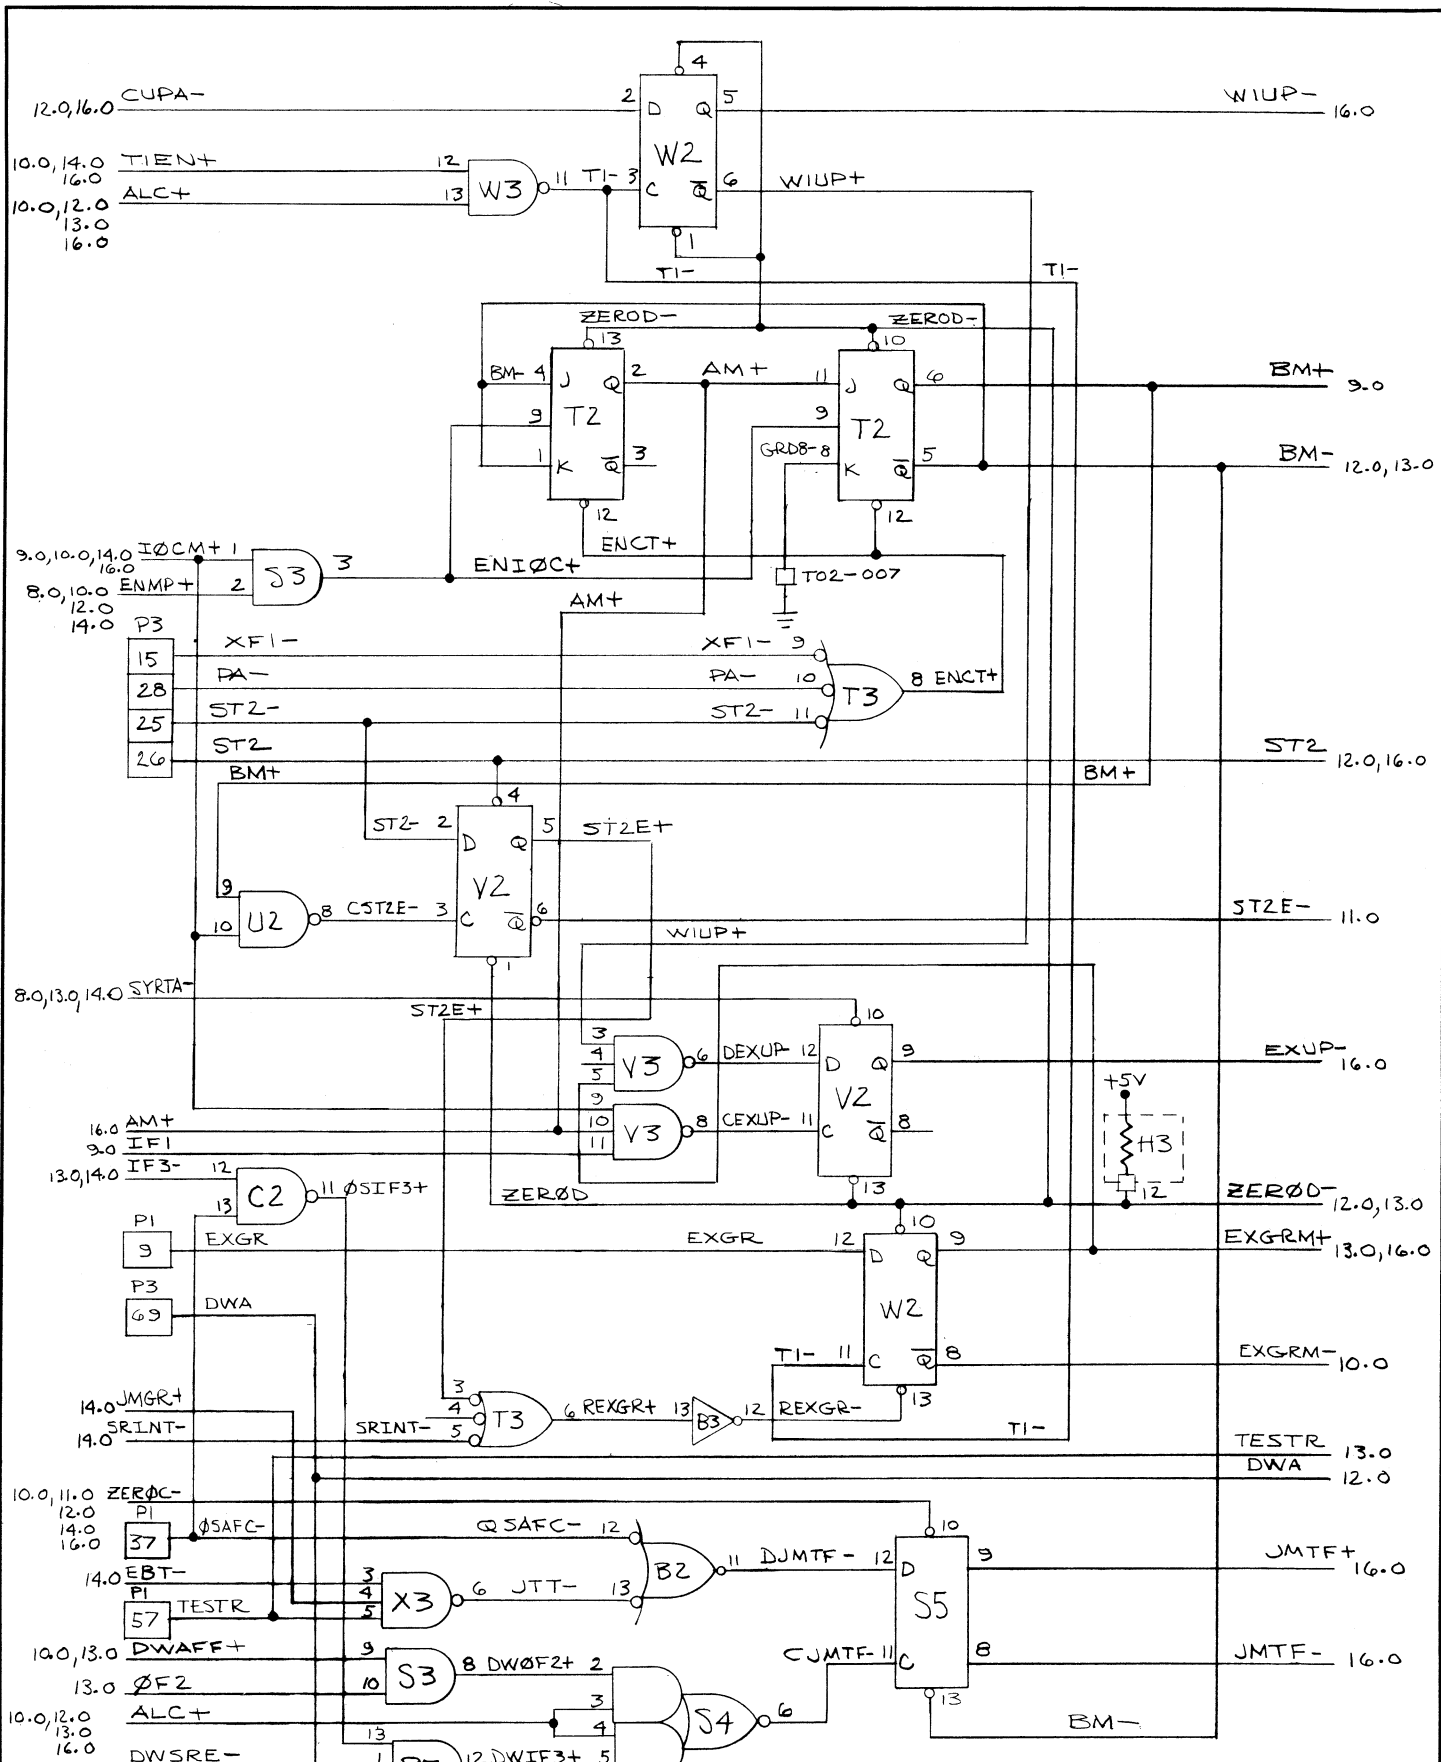 4
12.0,16.0 CUPA- 2 D Q 5 WIUP- 16.0
W2
10.0,14.0 TIEN+ 12
16.0
W3 11 T1- 3 C Q̅ 6 WIUP+
10.0,12.0 ALC+ 13
13.0
16.0
1
T1- T1-
ZEROD- ZEROD-
13 10
BM- 4 J Q 2 AM+ 11 J Q 6 BM+ 9.0
9 T2 9 T2
GRD8- 8
1 K Q̅ 3 K Q̅ 5 BM- 12.0,13.0
12 12
ENCT+
9.0,10.0,14.0 IØCM+ 1
16.0
S3 3 ENIØC+ T02-007
8.0,10.0 ENMP+ 2
12.0
14.0
AM+
P3
15 XF1- XF1- 9
28 PA- PA- 10 T3 8 ENCT+
25 ST2- ST2- 11
26 ST2 ST2 12.0,16.0
BM+ BM+
4
ST2- 2 D Q 5 ST2E+
V2
9
U2 8 CST2E- 3 C Q̅ 6 ST2E- 11.0
10
WIUP+
1
8.0,13.0,14.0 SYRTA-
ST2E+ 10
3
4 V3 6 DEXUP- 12 D Q 9 EXUP- 16.0
5
+5V
V2
H3
9
16.0 AM+ 10 V3 8 CEXUP- 11 C Q̅ 8
9.0 IF1 11
13.0,14.0 IF3- 12
C2 11 ØSIF3+
13
13 12
ZERØD ZERØD- 12.0,13.0
10
P1
9 EXGR EXGR 12 D Q 9 EXGRM+ 13.0,16.0
P3
69 DWA
W2
T1- 11 C Q̅ 8 EXGRM- 10.0
13
14.0 JMGR+ 3
4 T3 6 REXGR+ 13 B3 12 REXGR-
14.0 SRINT- SRINT- 5
T1-
TESTR 13.0
DWA 12.0
10.0,11.0 ZERØC-
12.0
14.0
16.0
10
P1
37 ØSAFC- QSAFC- 12
B2 11 DJMTF- 12 D 9 JMTF+ 16.0
14.0 EBT- 3
4 X3 6 JTT- 13
P1
57 TESTR 5
S5
10.0,13.0 DWAFF+ 9
S3 8 DWØF2+ 2
13.0 ØF2 10
CJMTF- 11 C 8 JMTF- 16.0
10.0,12.0 ALC+ 3
13.0
16.0
4 S4 6
13
BM-
13
DWSRE- 1 12 DWIF3+ 5